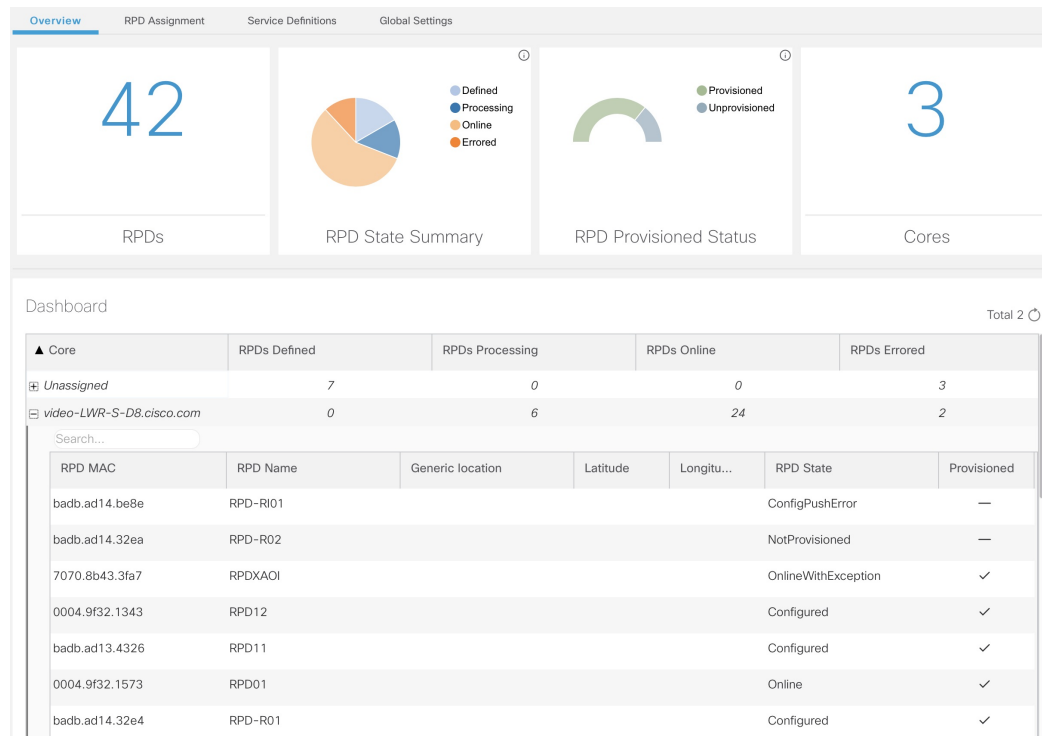 Overview RPD Assignment Service Definitions Global Settings
42
RPDs
Defined
Processing
Online
Errored
RPD State Summary
Provisioned
Unprovisioned
RPD Provisioned Status
3
Cores
Dashboard
Total 2
▲ Core RPDs Defined RPDs Processing RPDs Online RPDs Errored
Unassigned 7 0 0 3
video-LWR-S-D8.cisco.com 0 6 24 2
Search...
RPD MAC RPD Name Generic location Latitude Longitu... RPD State Provisioned
badb.ad14.be8e RPD-RI01 ConfigPushError —
badb.ad14.32ea RPD-R02 NotProvisioned —
7070.8b43.3fa7 RPDXAOI OnlineWithException ✓
0004.9f32.1343 RPD12 Configured ✓
badb.ad13.4326 RPD11 Configured ✓
0004.9f32.1573 RPD01 Online ✓
badb.ad14.32e4 RPD-R01 Configured ✓